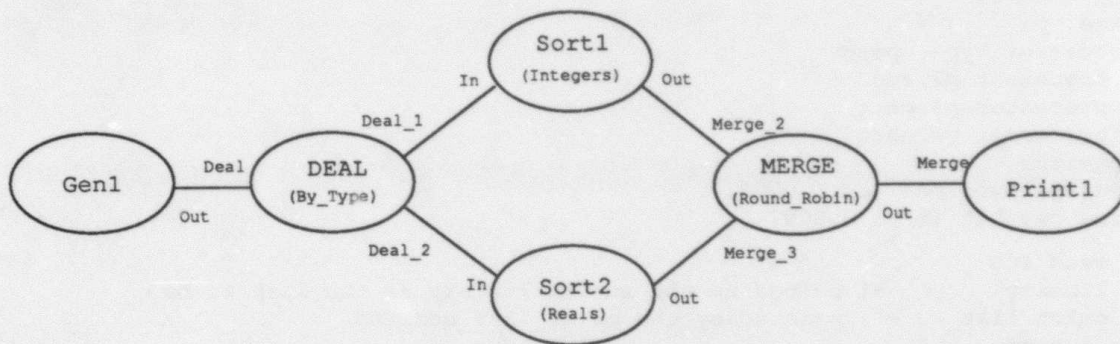 Sort1
(Integers)
In
Out
Deal_1
Merge_2
Gen1
Deal
Out
DEAL
(By_Type)
MERGE
(Round_Robin)
Merge
Out
Print1
Deal_2
Merge_3
In
Sort2
(Reals)
Out